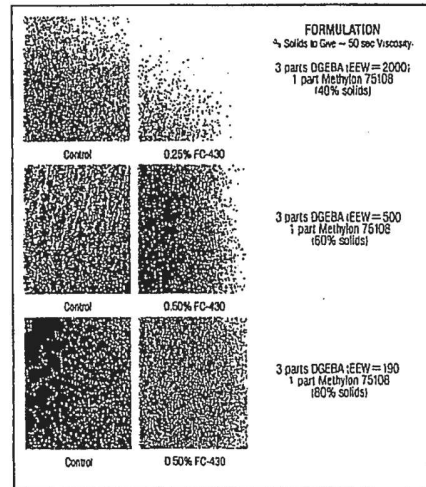 FORMULATION
% Solids to Give ~ 50 sec Viscosity.
3 parts DGEBA (EEW=2000;
1 part Methylon 75108
(40% solids)
Control
0.25% FC-430
3 parts DGEBA (EEW=500
1 part Methylon 75108
(60% solids)
Control
0.50% FC-430
3 parts DGEBA (EEW=190
1 part Methylon 75108
(80% solids)
Control
0.50% FC-430